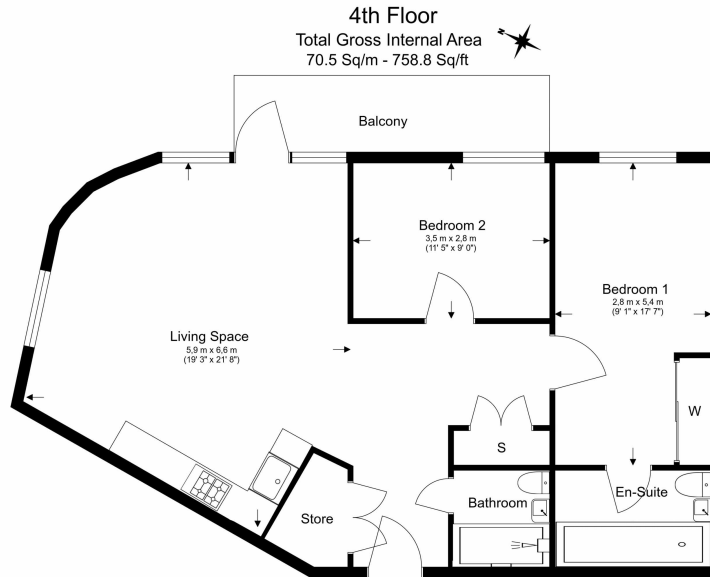 4th Floor
Total Gross Internal Area
70.5 Sq/m - 758.8 Sq/ft
N
Balcony
Bedroom 2
3,5 m x 2,8 m
(11' 5" x 9' 0")
Bedroom 1
2,8 m x 5,4 m
(9' 1" x 17' 7")
Living Space
5,9 m x 6,6 m
(19' 3" x 21' 8")
W
S
Bathroom
En-Suite
Store